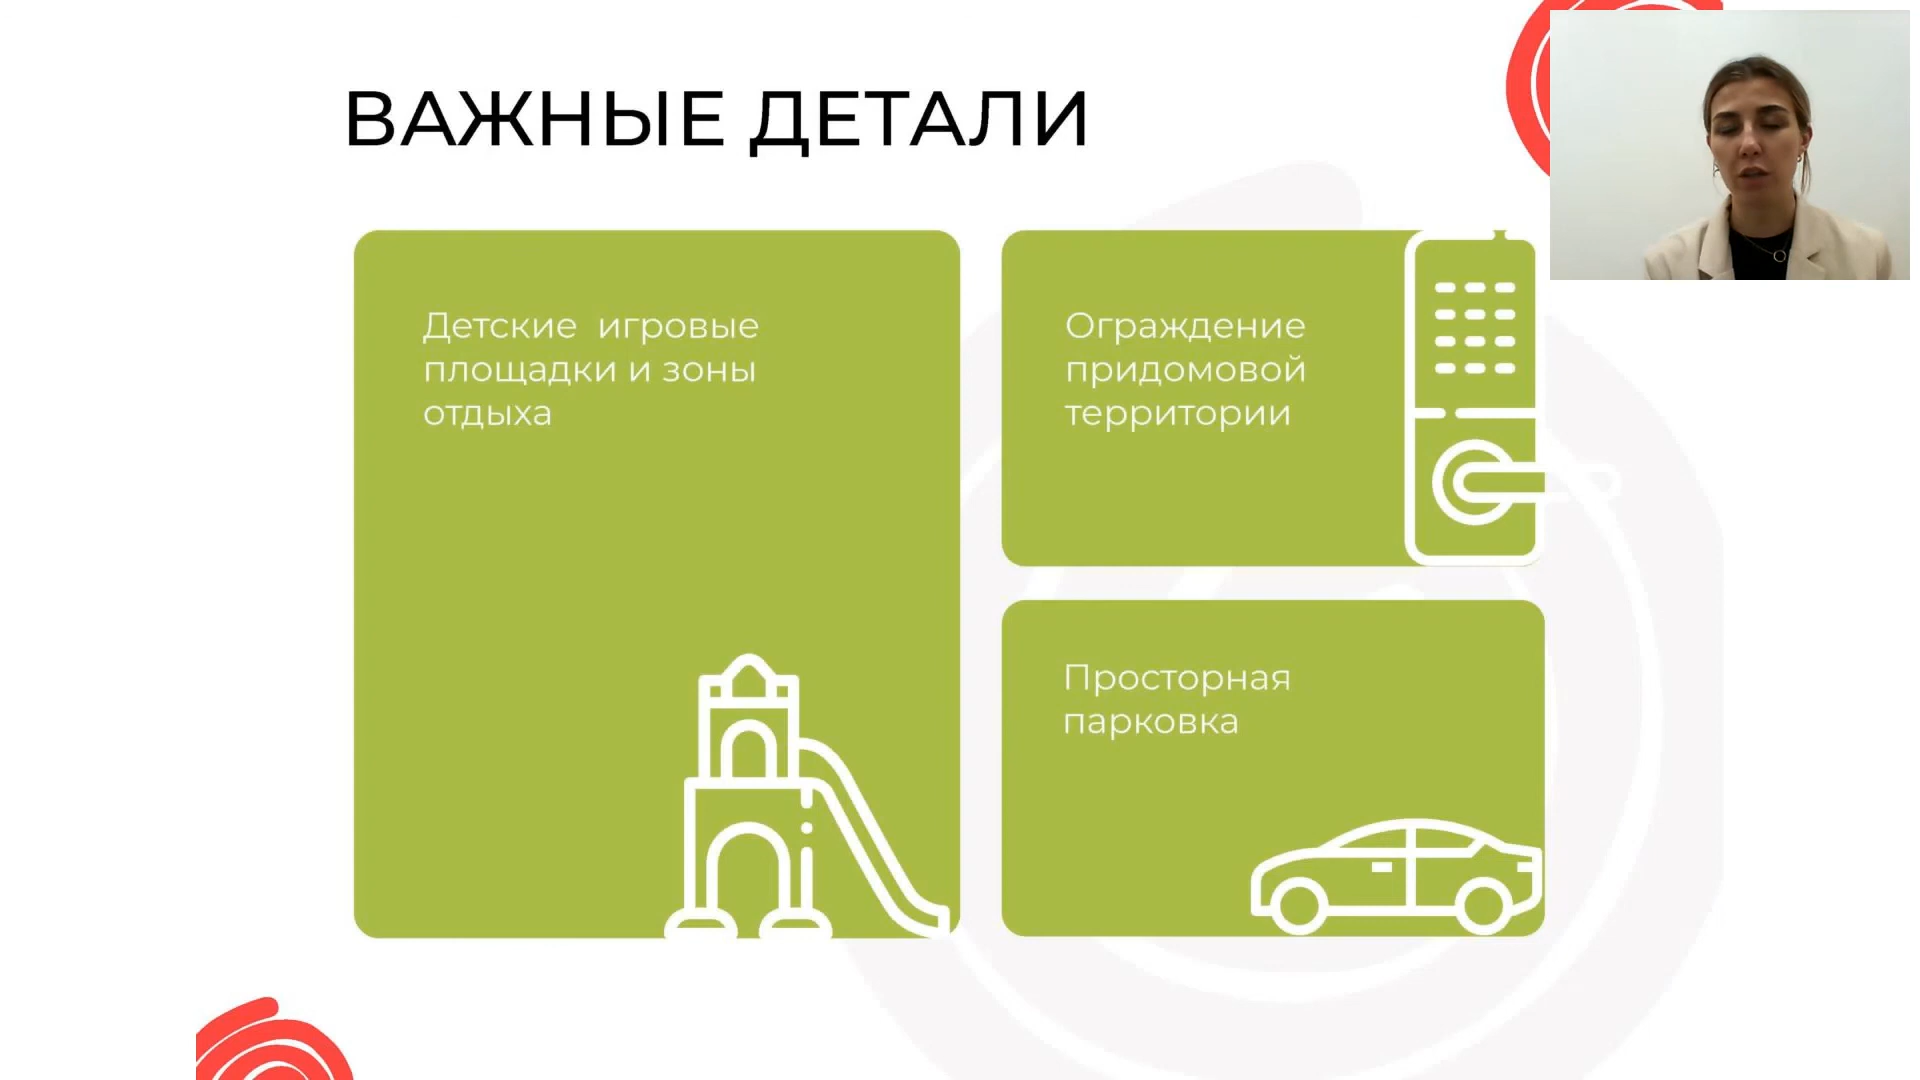 ВАЖНЫЕ ДЕТАЛИ
Детские игровые
площадки и зоны
отдыха
Ограждение
придомовой
территории
Просторная
парковка